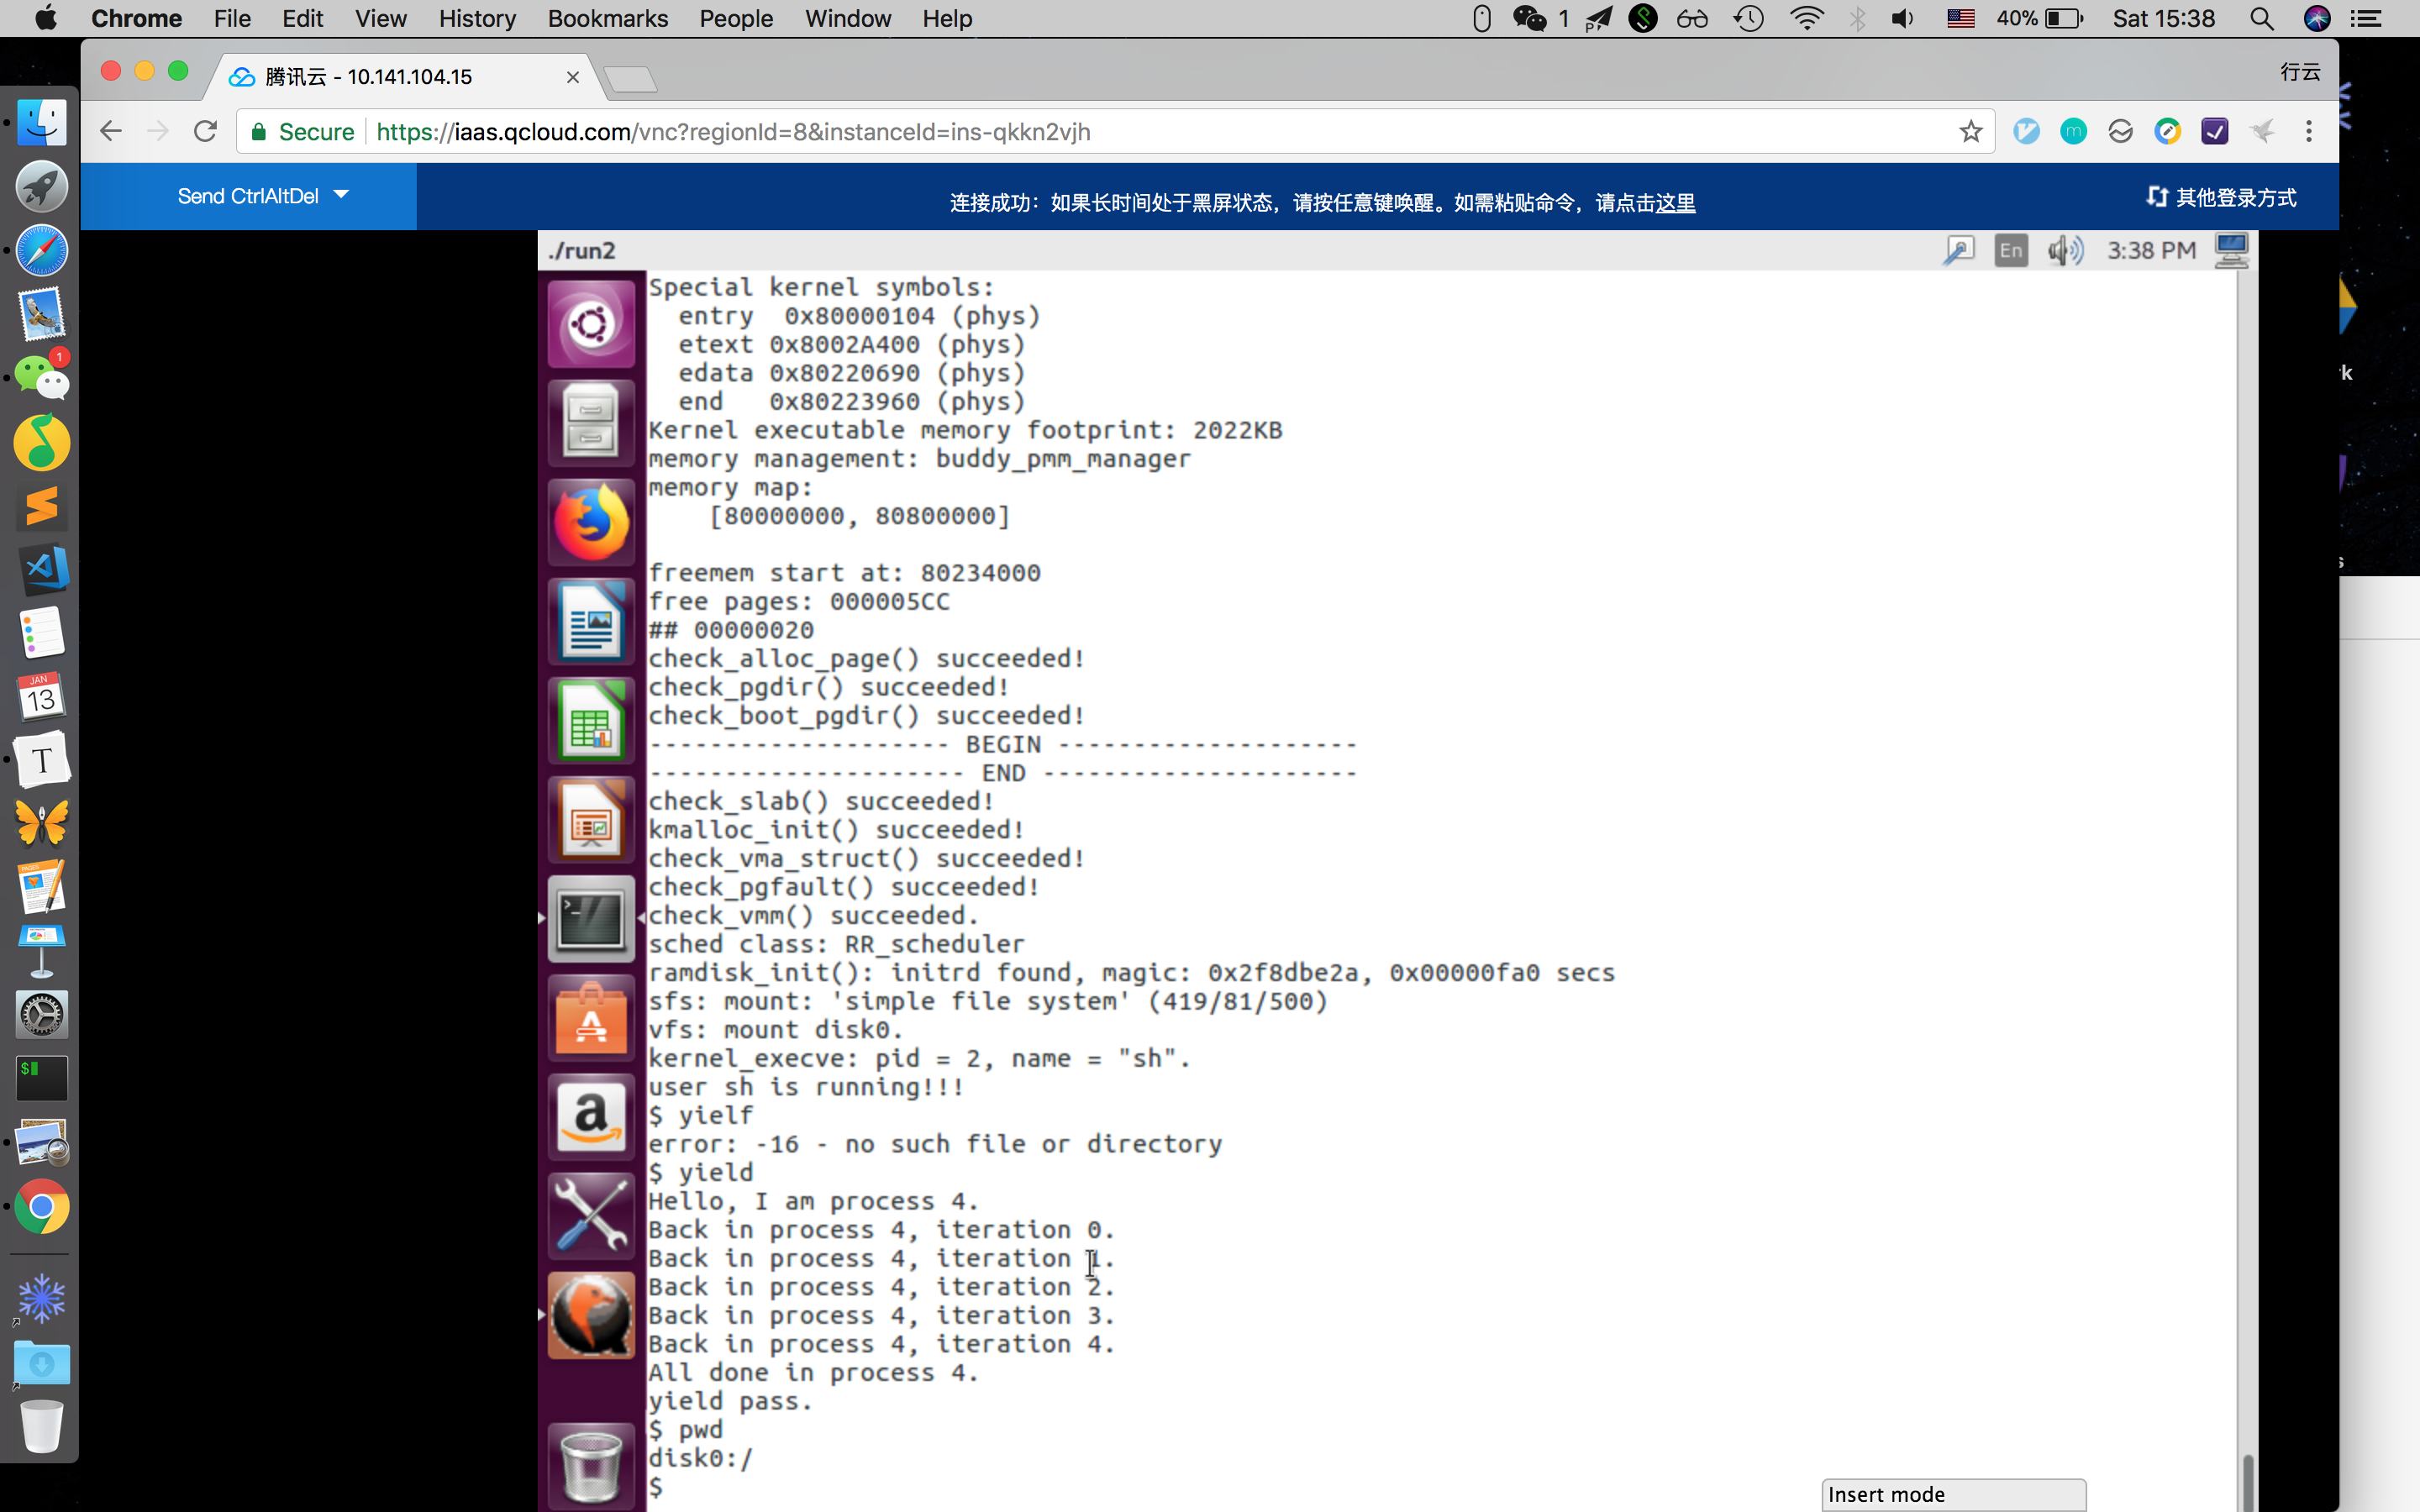 Chrome File Edit View History Bookmarks People Window Help 1 40% Sat 15:38
腾讯云 - 10.141.104.15 行云
Secure https://iaas.qcloud.com/vnc?regionId=8&instanceId=ins-qkkn2vjh
Send CtrlAltDel 连接成功：如果长时间处于黑屏状态，请按任意键唤醒。如需粘贴命令，请点击这里 其他登录方式
./run2 En 3:38 PM
Special kernel symbols:
entry 0x80000104 (phys)
etext 0x8002A400 (phys)
edata 0x80220690 (phys)
end 0x80223960 (phys)
Kernel executable memory footprint: 2022KB
memory management: buddy_pmm_manager
memory map:
[80000000, 80800000]
freemem start at: 80234000
free pages: 000005CC
## 00000020
check_alloc_page() succeeded!
check_pgdir() succeeded!
check_boot_pgdir() succeeded!
-------------------- BEGIN --------------------
--------------------- END ---------------------
check_slab() succeeded!
kmalloc_init() succeeded!
check_vma_struct() succeeded!
check_pgfault() succeeded!
check_vmm() succeeded.
sched class: RR_scheduler
ramdisk_init(): initrd found, magic: 0x2f8dbe2a, 0x00000fa0 secs
sfs: mount: 'simple file system' (419/81/500)
vfs: mount disk0.
kernel_execve: pid = 2, name = "sh".
user sh is running!!!
$ yielf
error: -16 - no such file or directory
$ yield
Hello, I am process 4.
Back in process 4, iteration 0.
Back in process 4, iteration 1.
Back in process 4, iteration 2.
Back in process 4, iteration 3.
Back in process 4, iteration 4.
All done in process 4.
yield pass.
$ pwd
disk0:/
$
Insert mode
1
JAN
13
T
$
rk
s